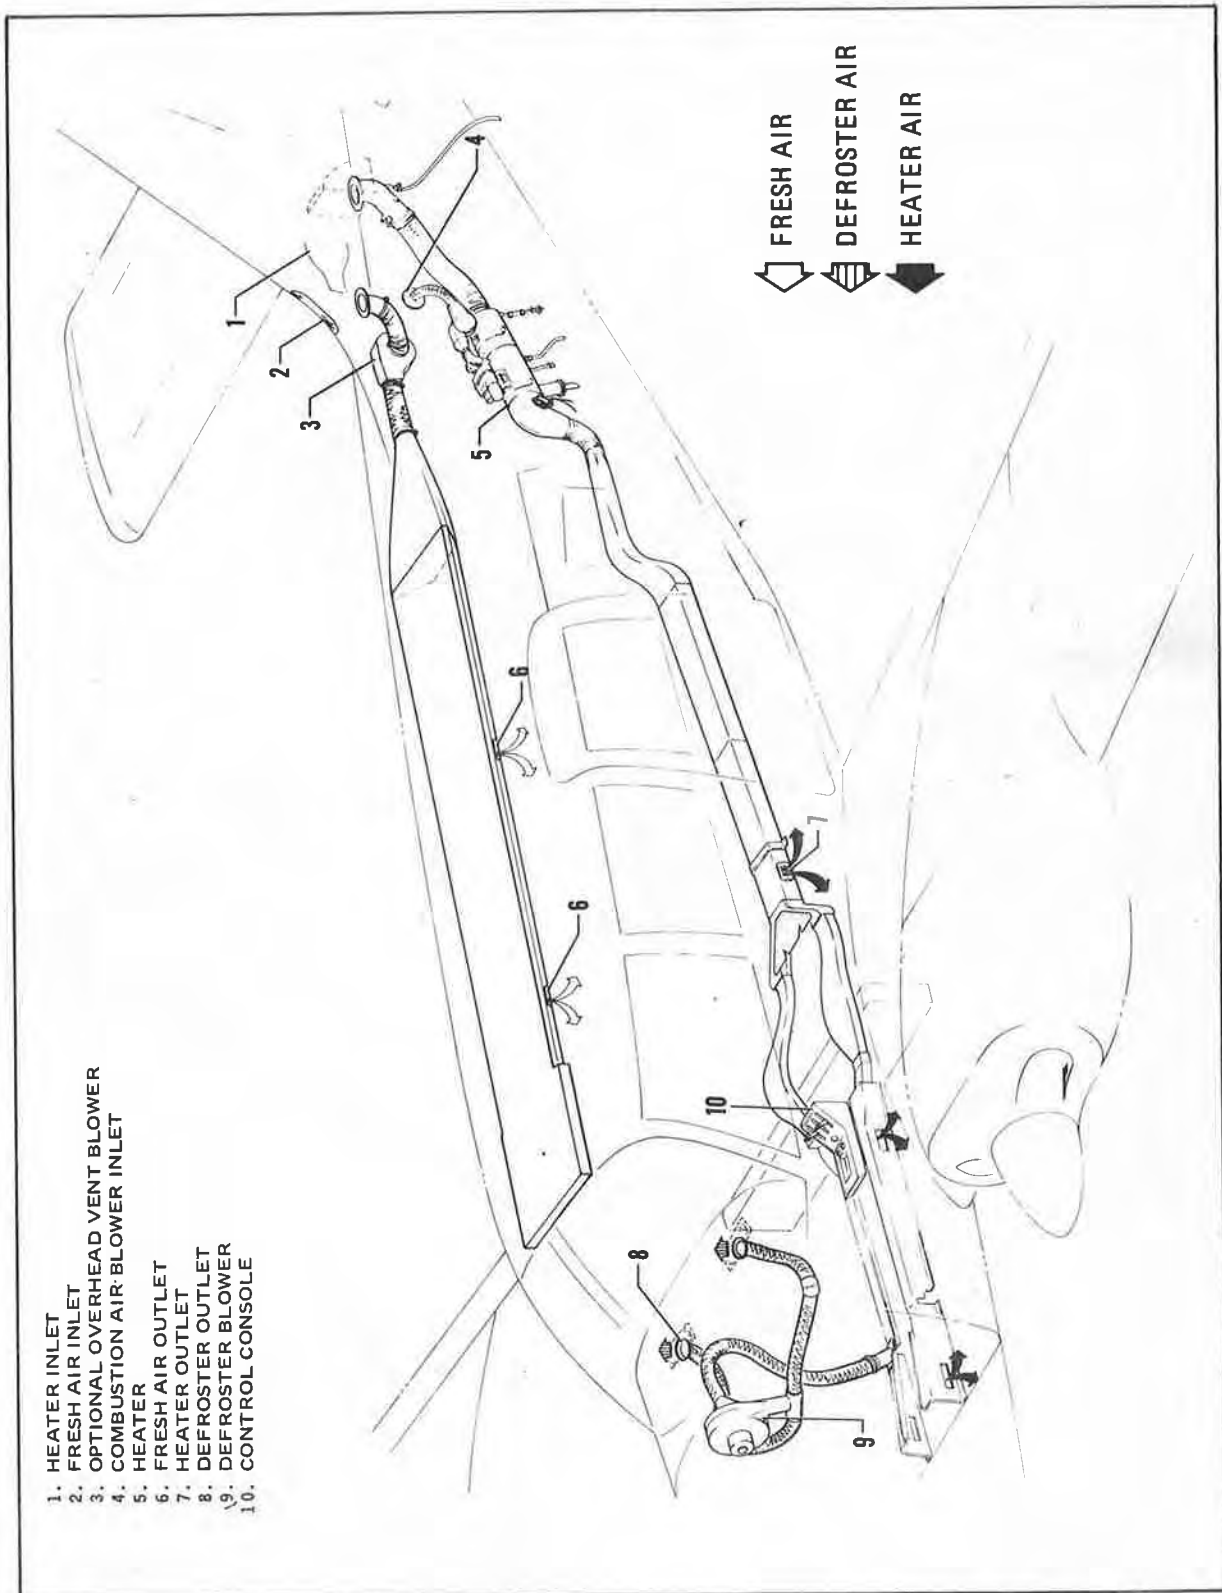 1. HEATER INLET
2. FRESH AIR INLET
3. OPTIONAL OVERHEAD VENT BLOWER
4. COMBUSTION AIR BLOWER INLET
5. HEATER
6. FRESH AIR OUTLET
7. HEATER OUTLET
8. DEFROSTER OUTLET
9. DEFROSTER BLOWER
10. CONTROL CONSOLE
1
2
3
4
5
6
6
7
8
9
10
FRESH AIR
DEFROSTER AIR
HEATER AIR